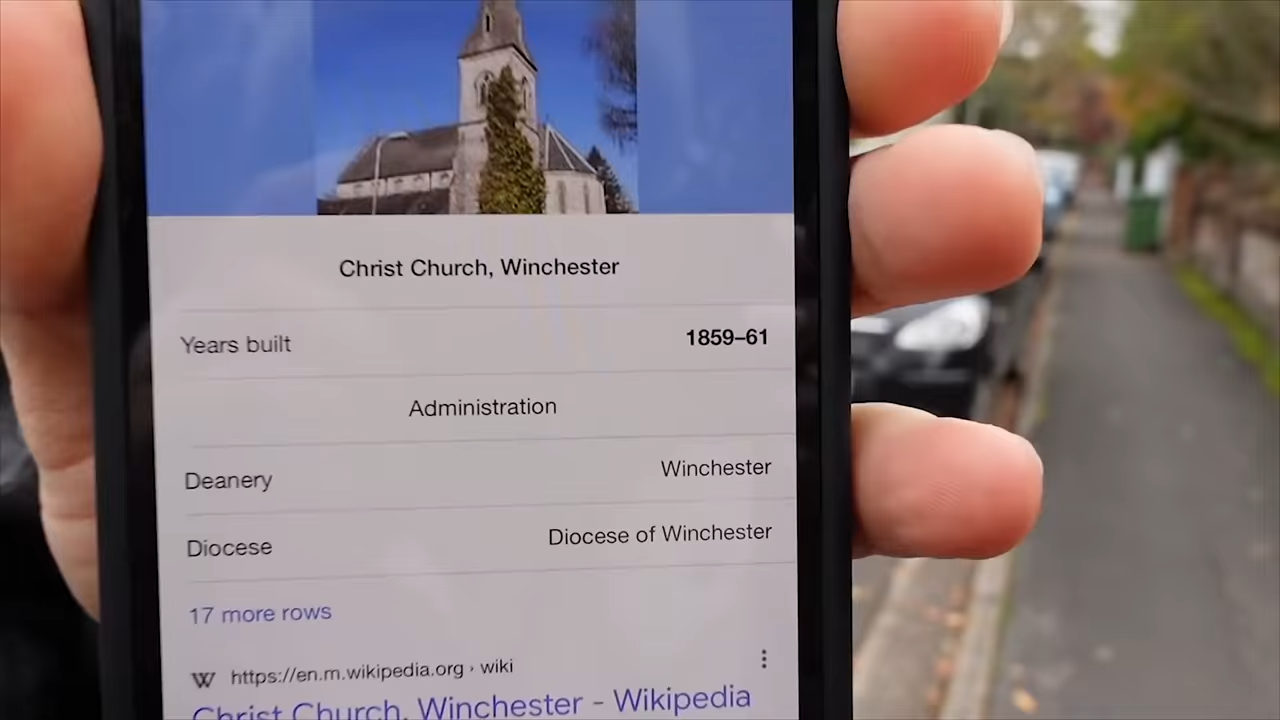 Christ Church, Winchester
Years built 1859–61
Administration
Deanery Winchester
Diocese Diocese of Winchester
17 more rows
W https://en.m.wikipedia.org › wiki
Christ Church, Winchester - Wikipedia